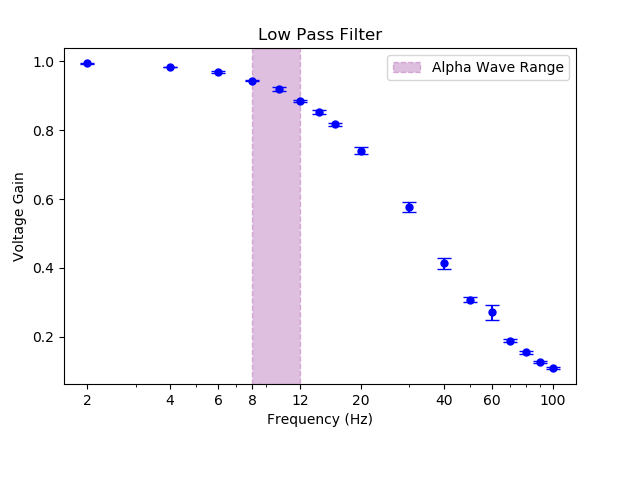 Low Pass Filter
Alpha Wave Range
Voltage Gain
1.0
0.8
0.6
0.4
0.2
2 4 6 8 12 20 40 60 100
Frequency (Hz)